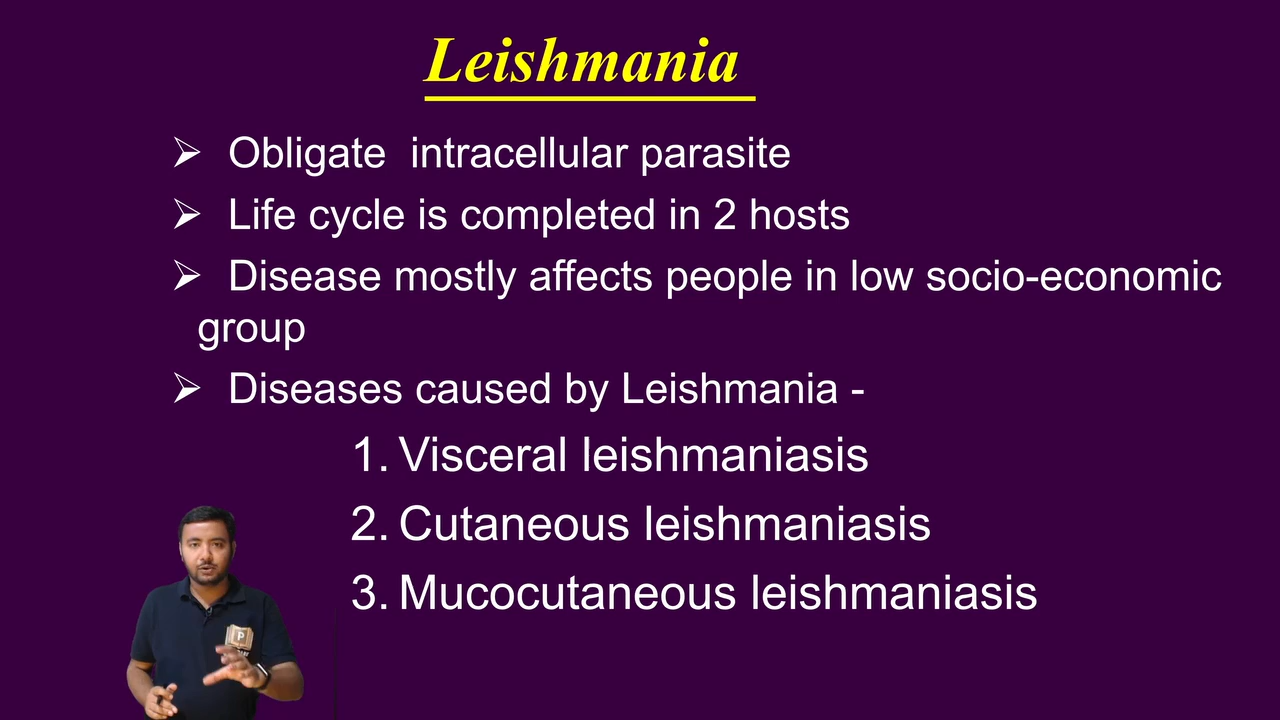 Leishmania
➢ Obligate intracellular parasite
➢ Life cycle is completed in 2 hosts
➢ Disease mostly affects people in low socio-economic
group
➢ Diseases caused by Leishmania -
1. Visceral leishmaniasis
2. Cutaneous leishmaniasis
3. Mucocutaneous leishmaniasis
P